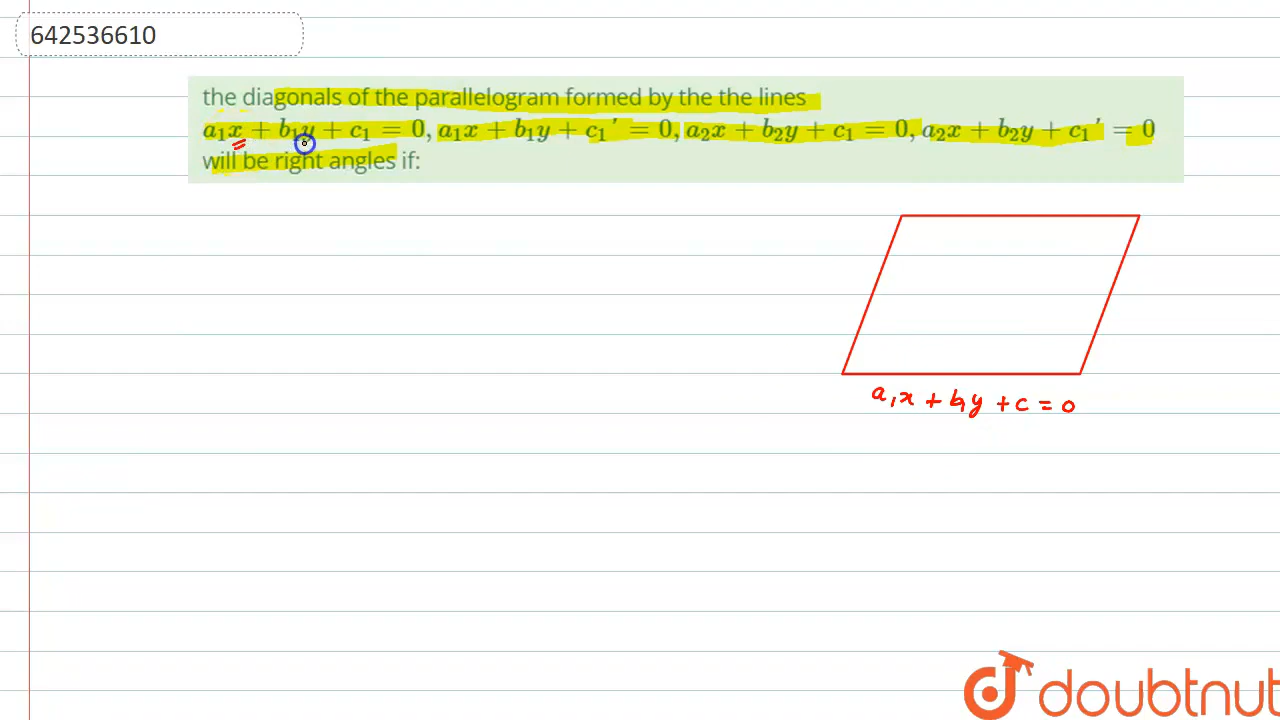 642536610
the diagonals of the parallelogram formed by the the lines
a₁x + b₁y + c₁ = 0, a₁x + b₁y + c₁′ = 0, a₂x + b₂y + c₁ = 0, a₂x + b₂y + c₁′ = 0
will be right angles if:
a₁x + b₁y + c = 0
doubtnut